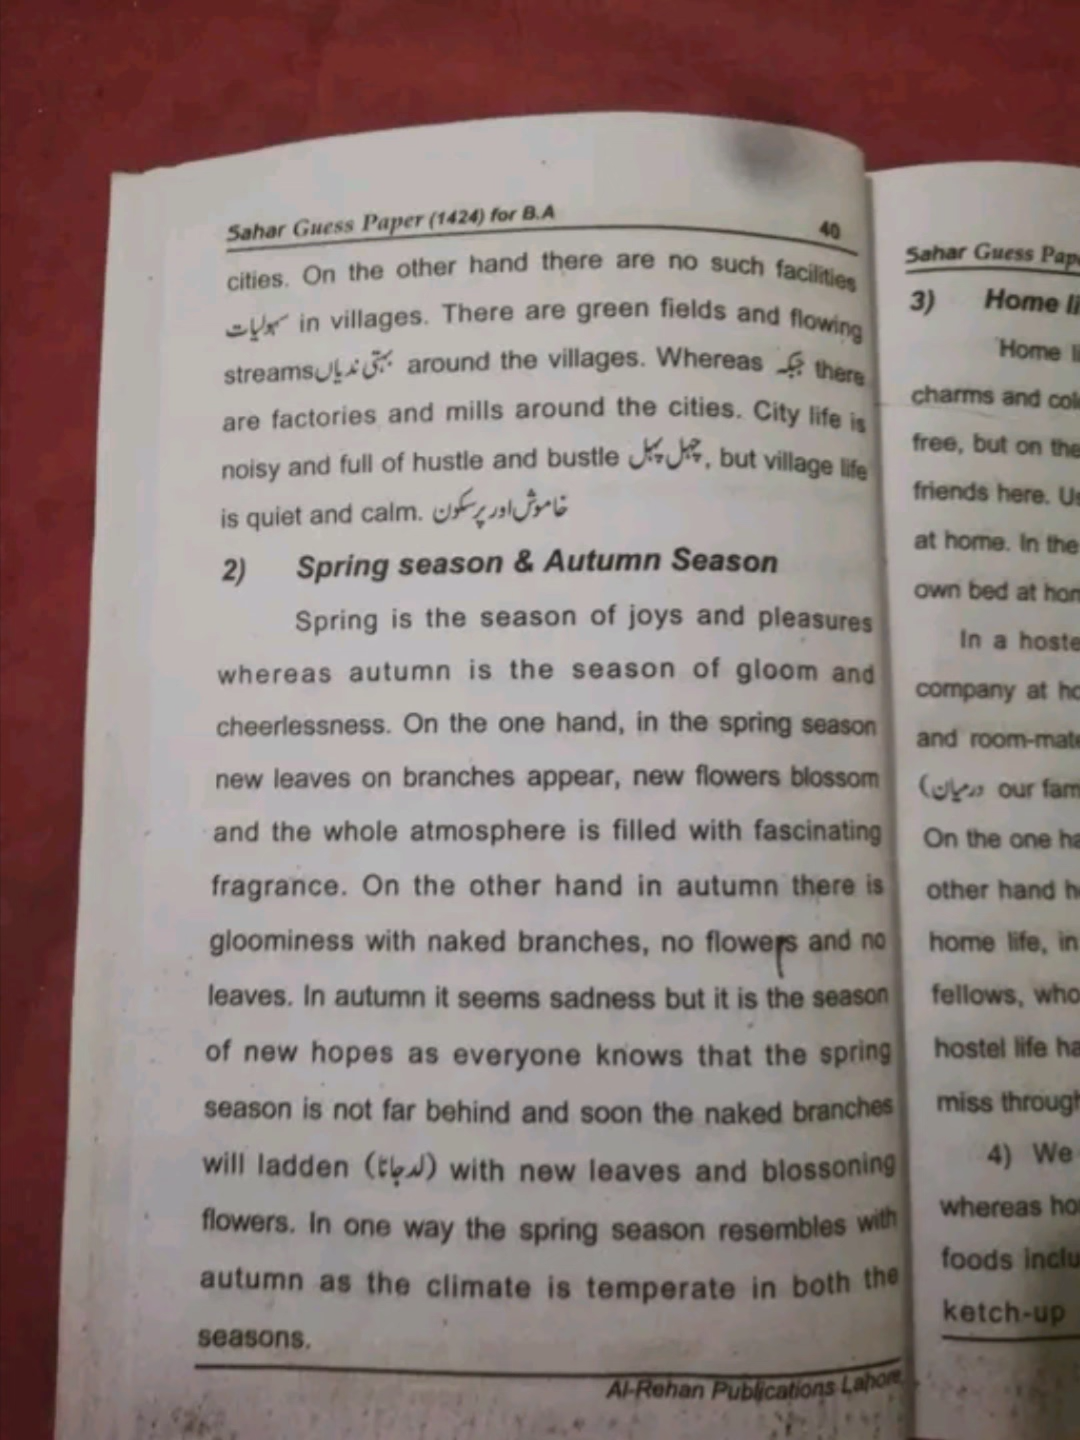 Sahar Guess Paper (1424) for B.A 40
cities. On the other hand there are no such facilities
سہولیات in villages. There are green fields and flowing
streams بہتی ندیاں around the villages. Whereas جبکہ there
are factories and mills around the cities. City life is
noisy and full of hustle and bustle چہل پہل, but village life
is quiet and calm. خاموش اور پرسکون
2) Spring season & Autumn Season
Spring is the season of joys and pleasures
whereas autumn is the season of gloom and
cheerlessness. On the one hand, in the spring season
new leaves on branches appear, new flowers blossom
and the whole atmosphere is filled with fascinating
fragrance. On the other hand in autumn there is
gloominess with naked branches, no flowers and no
leaves. In autumn it seems sadness but it is the season
of new hopes as everyone knows that the spring
season is not far behind and soon the naked branches
will ladden (لد جانا) with new leaves and blossoning
flowers. In one way the spring season resembles with
autumn as the climate is temperate in both the
seasons.
Al-Rehan Publications Lahore
Sahar Guess
3) Home
Home
charms and
free, but on the
friends here.
at home. In the
own bed at
In a
company at
and room-
(درمیان our
On the one
other hand
home life, in
fellows, who
hostel life
miss
4) We
whereas
foods
ketch-up